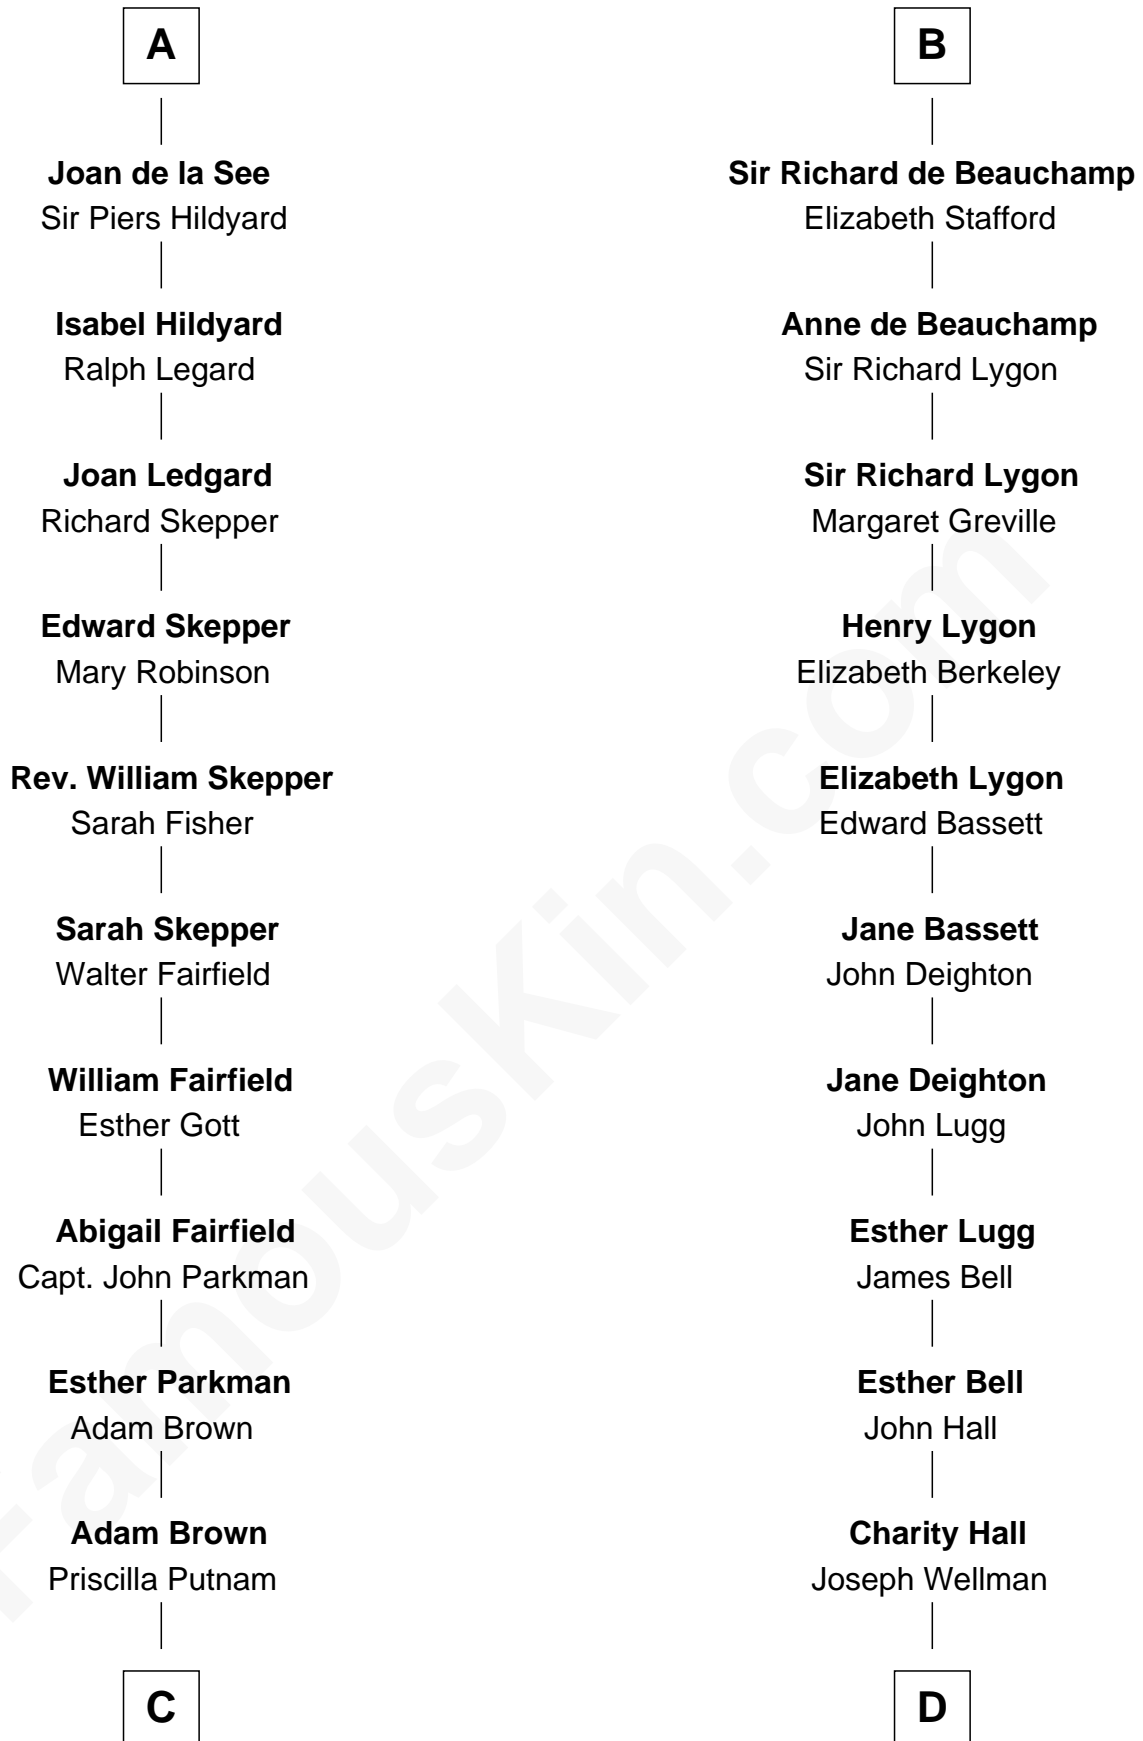 A
Joan de la See
Sir Piers Hildyard
Isabel Hildyard
Ralph Legard
Joan Ledgard
Richard Skepper
Edward Skepper
Mary Robinson
Rev. William Skepper
Sarah Fisher
Sarah Skepper
Walter Fairfield
William Fairfield
Esther Gott
Abigail Fairfield
Capt. John Parkman
Esther Parkman
Adam Brown
Adam Brown
Priscilla Putnam
C
B
Sir Richard de Beauchamp
Elizabeth Stafford
Anne de Beauchamp
Sir Richard Lygon
Sir Richard Lygon
Margaret Greville
Henry Lygon
Elizabeth Berkeley
Elizabeth Lygon
Edward Bassett
Jane Bassett
John Deighton
Jane Deighton
John Lugg
Esther Lugg
James Bell
Esther Bell
John Hall
Charity Hall
Joseph Wellman
D
FamousKin.com